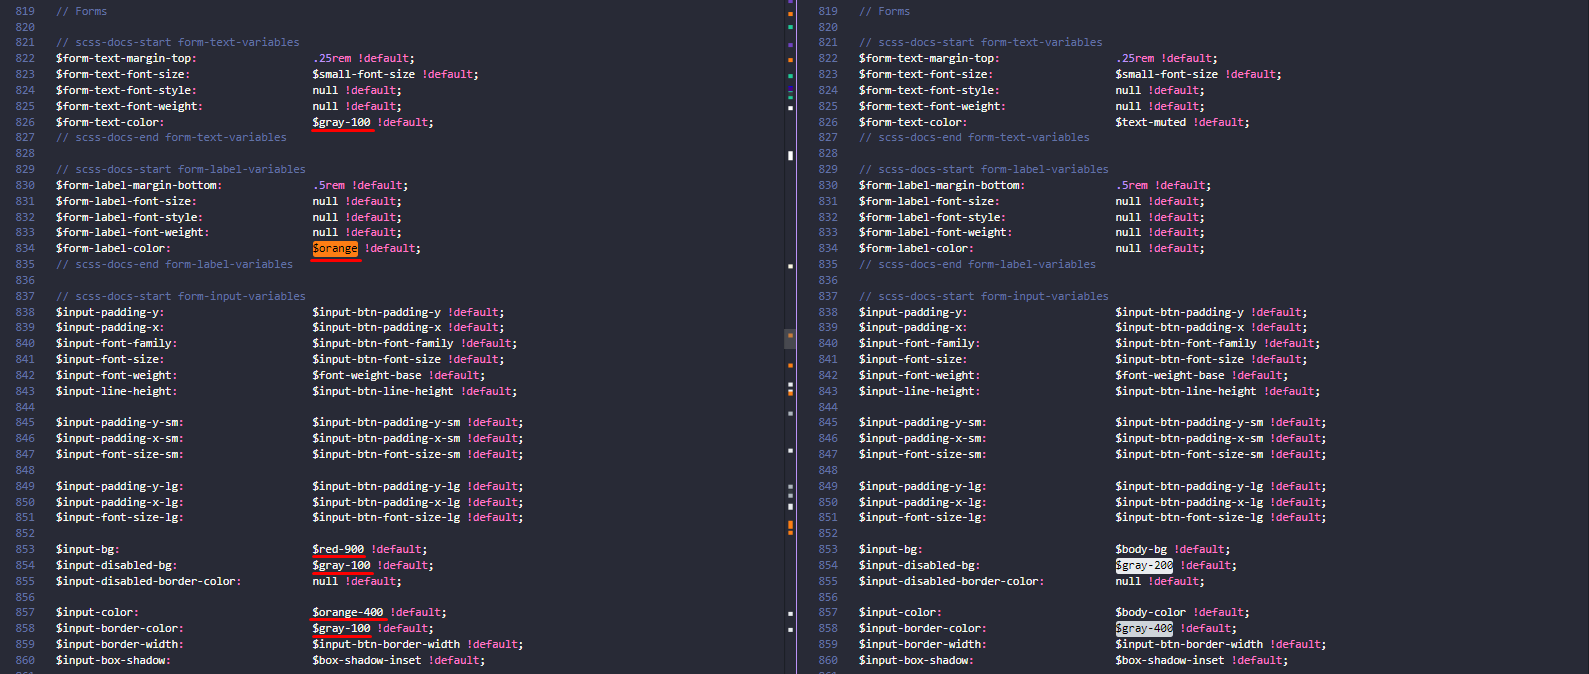 819 // Forms
820
821 // scss-docs-start form-text-variables
822 $form-text-margin-top: .25rem !default;
823 $form-text-font-size: $small-font-size !default;
824 $form-text-font-style: null !default;
825 $form-text-font-weight: null !default;
826 $form-text-color: $gray-100 !default;
827 // scss-docs-end form-text-variables
828
829 // scss-docs-start form-label-variables
830 $form-label-margin-bottom: .5rem !default;
831 $form-label-font-size: null !default;
832 $form-label-font-style: null !default;
833 $form-label-font-weight: null !default;
834 $form-label-color: $orange !default;
835 // scss-docs-end form-label-variables
836
837 // scss-docs-start form-input-variables
838 $input-padding-y: $input-btn-padding-y !default;
839 $input-padding-x: $input-btn-padding-x !default;
840 $input-font-family: $input-btn-font-family !default;
841 $input-font-size: $input-btn-font-size !default;
842 $input-font-weight: $font-weight-base !default;
843 $input-line-height: $input-btn-line-height !default;
844
845 $input-padding-y-sm: $input-btn-padding-y-sm !default;
846 $input-padding-x-sm: $input-btn-padding-x-sm !default;
847 $input-font-size-sm: $input-btn-font-size-sm !default;
848
849 $input-padding-y-lg: $input-btn-padding-y-lg !default;
850 $input-padding-x-lg: $input-btn-padding-x-lg !default;
851 $input-font-size-lg: $input-btn-font-size-lg !default;
852
853 $input-bg: $red-900 !default;
854 $input-disabled-bg: $gray-100 !default;
855 $input-disabled-border-color: null !default;
856
857 $input-color: $orange-400 !default;
858 $input-border-color: $gray-100 !default;
859 $input-border-width: $input-btn-border-width !default;
860 $input-box-shadow: $box-shadow-inset !default;
819 // Forms
820
821 // scss-docs-start form-text-variables
822 $form-text-margin-top: .25rem !default;
823 $form-text-font-size: $small-font-size !default;
824 $form-text-font-style: null !default;
825 $form-text-font-weight: null !default;
826 $form-text-color: $text-muted !default;
827 // scss-docs-end form-text-variables
828
829 // scss-docs-start form-label-variables
830 $form-label-margin-bottom: .5rem !default;
831 $form-label-font-size: null !default;
832 $form-label-font-style: null !default;
833 $form-label-font-weight: null !default;
834 $form-label-color: null !default;
835 // scss-docs-end form-label-variables
836
837 // scss-docs-start form-input-variables
838 $input-padding-y: $input-btn-padding-y !default;
839 $input-padding-x: $input-btn-padding-x !default;
840 $input-font-family: $input-btn-font-family !default;
841 $input-font-size: $input-btn-font-size !default;
842 $input-font-weight: $font-weight-base !default;
843 $input-line-height: $input-btn-line-height !default;
844
845 $input-padding-y-sm: $input-btn-padding-y-sm !default;
846 $input-padding-x-sm: $input-btn-padding-x-sm !default;
847 $input-font-size-sm: $input-btn-font-size-sm !default;
848
849 $input-padding-y-lg: $input-btn-padding-y-lg !default;
850 $input-padding-x-lg: $input-btn-padding-x-lg !default;
851 $input-font-size-lg: $input-btn-font-size-lg !default;
852
853 $input-bg: $body-bg !default;
854 $input-disabled-bg: $gray-200 !default;
855 $input-disabled-border-color: null !default;
856
857 $input-color: $body-color !default;
858 $input-border-color: $gray-400 !default;
859 $input-border-width: $input-btn-border-width !default;
860 $input-box-shadow: $box-shadow-inset !default;